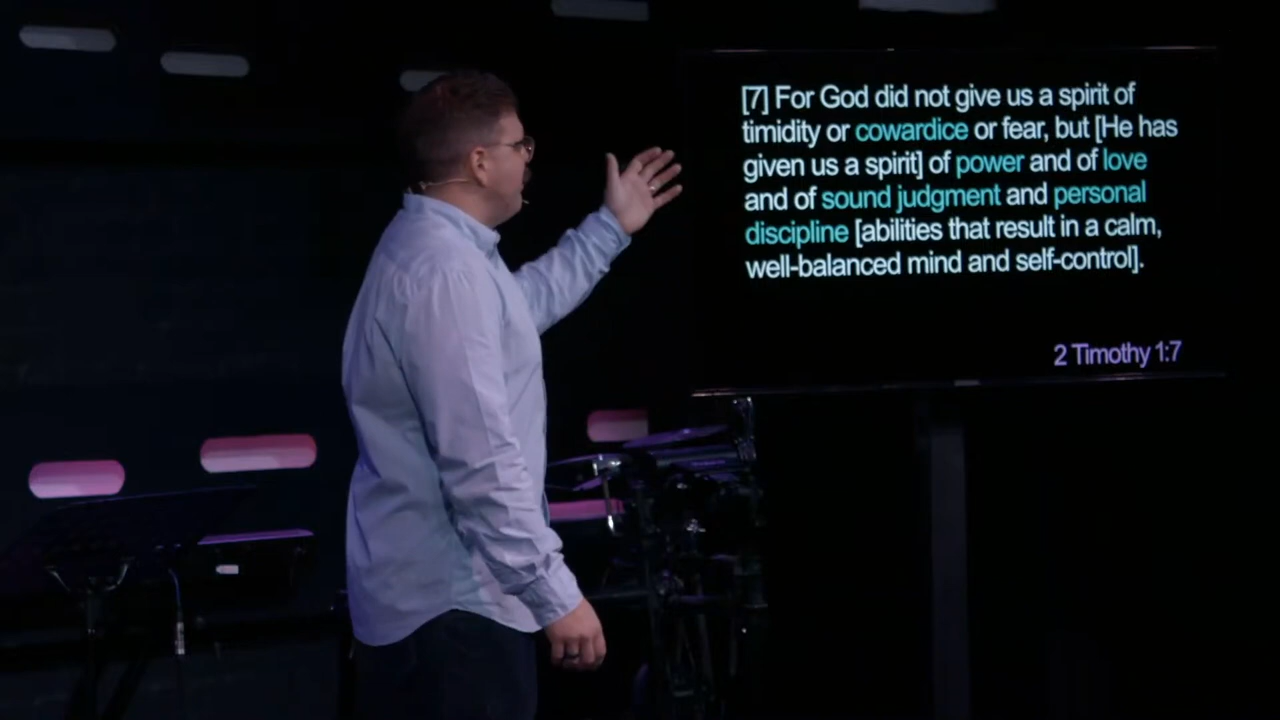 [7] For God did not give us a spirit of
timidity or cowardice or fear, but [He has
given us a spirit] of power and of love
and of sound judgment and personal
discipline [abilities that result in a calm,
well-balanced mind and self-control].
2 Timothy 1:7